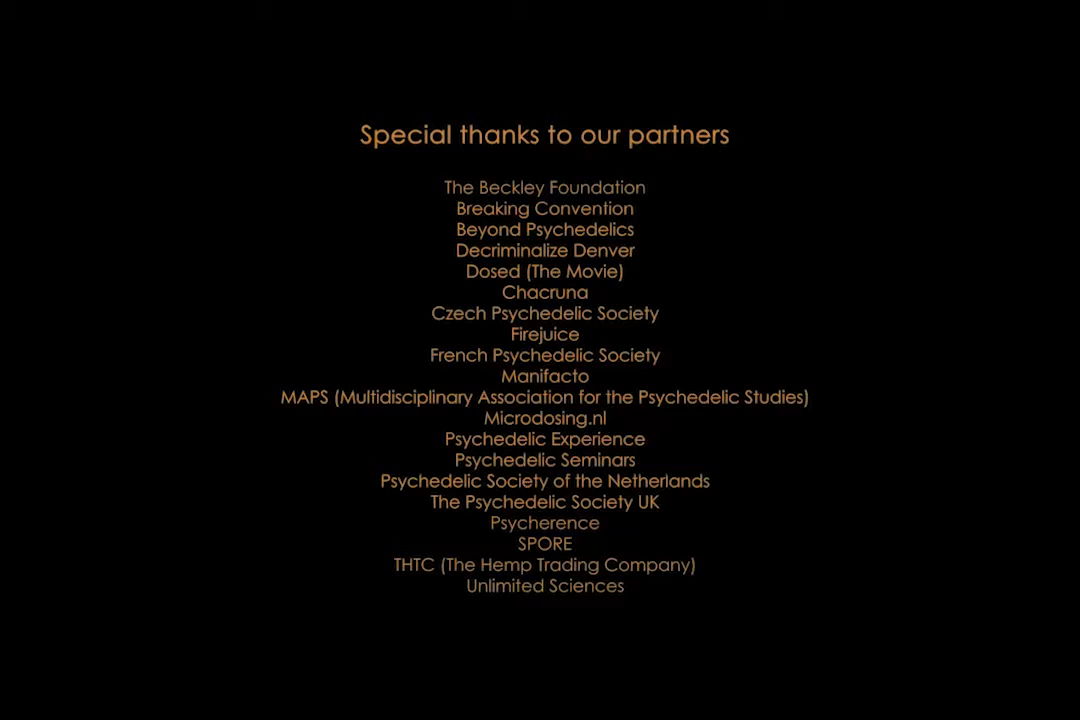 Special thanks to our partners
The Beckley Foundation
Breaking Convention
Beyond Psychedelics
Decriminalize Denver
Dosed (The Movie)
Chacruna
Czech Psychedelic Society
Firejuice
French Psychedelic Society
Manifacto
MAPS (Multidisciplinary Association for the Psychedelic Studies)
Microdosing.nl
Psychedelic Experience
Psychedelic Seminars
Psychedelic Society of the Netherlands
The Psychedelic Society UK
Psycherence
SPORE
THTC (The Hemp Trading Company)
Unlimited Sciences